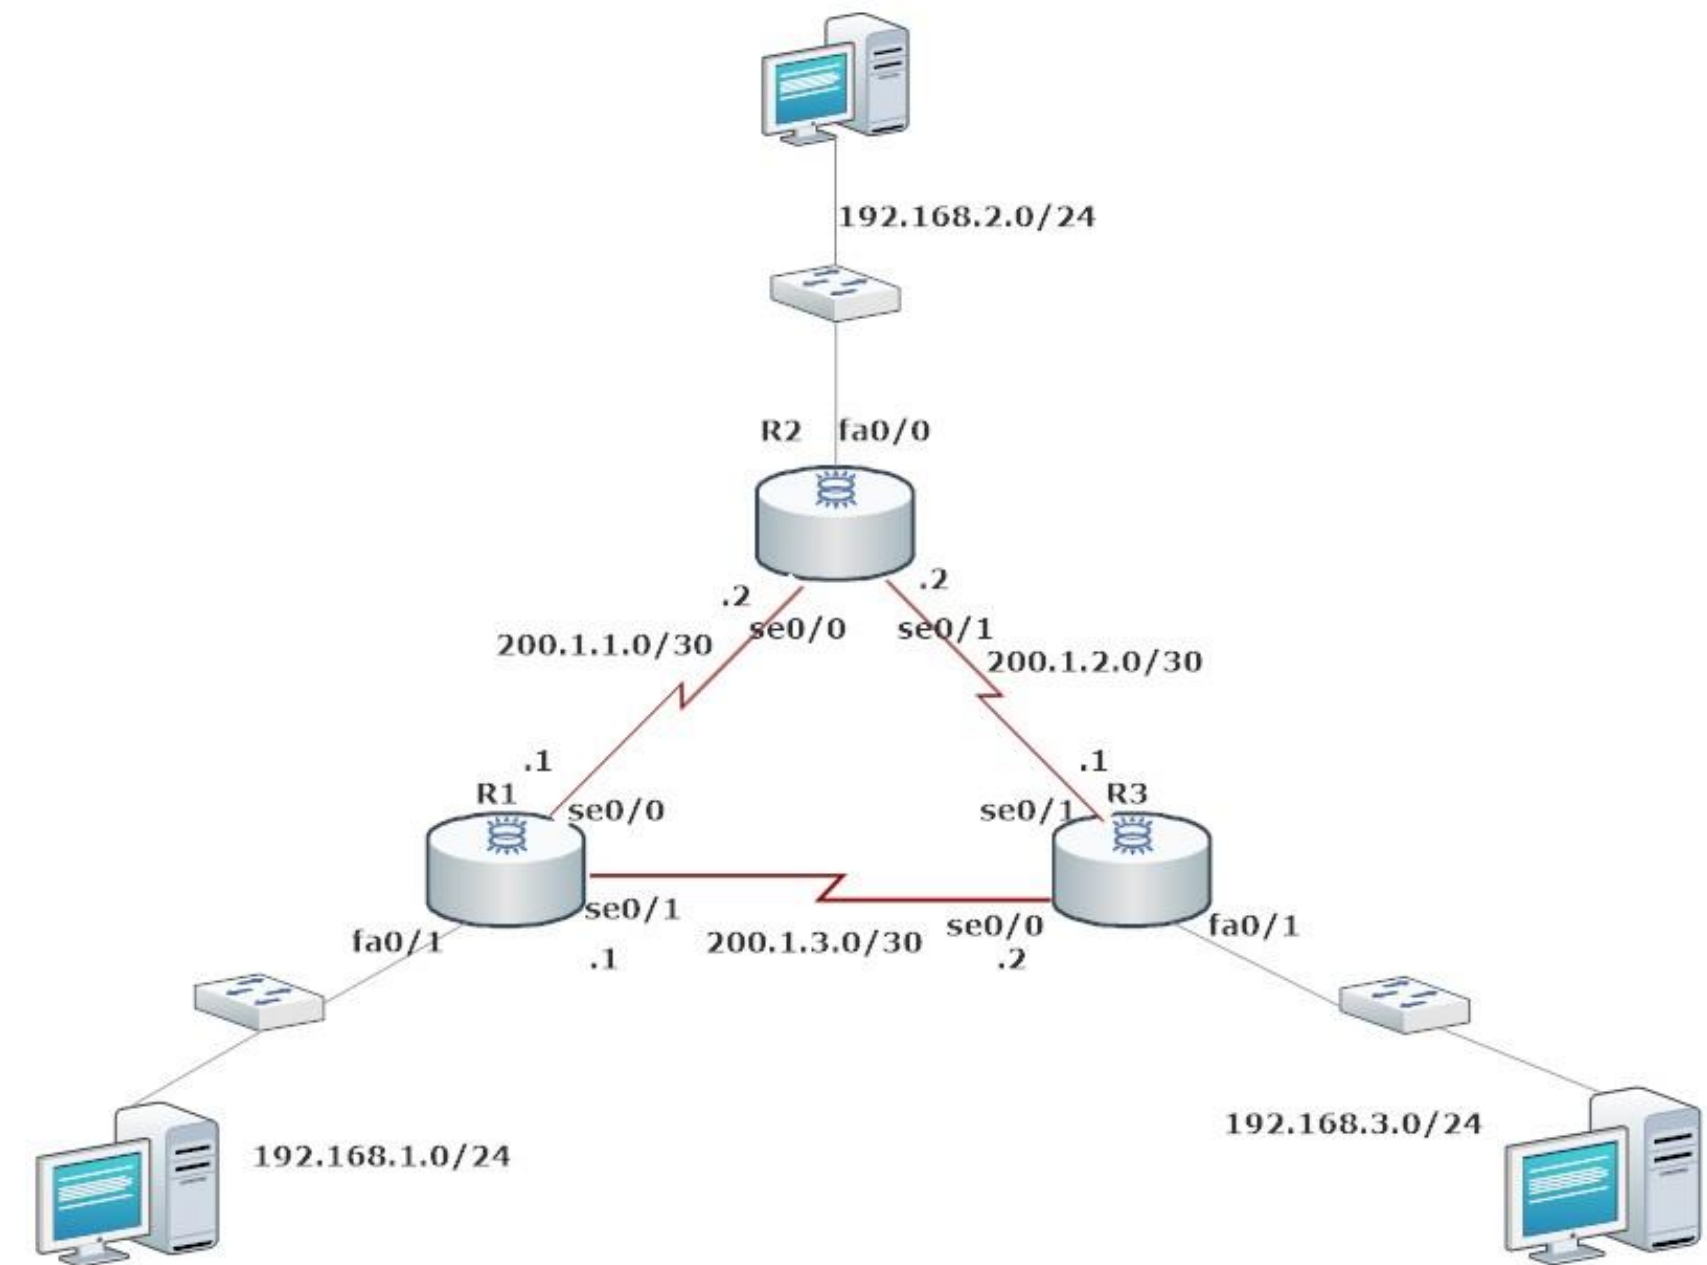 192.168.2.0/24
R2 fa0/0
.2
.2
se0/0
se0/1
200.1.1.0/30
200.1.2.0/30
.1
.1
R1
R3
se0/0
se0/1
se0/1
se0/0
fa0/1
fa0/1
200.1.3.0/30
.1
.2
192.168.3.0/24
192.168.1.0/24